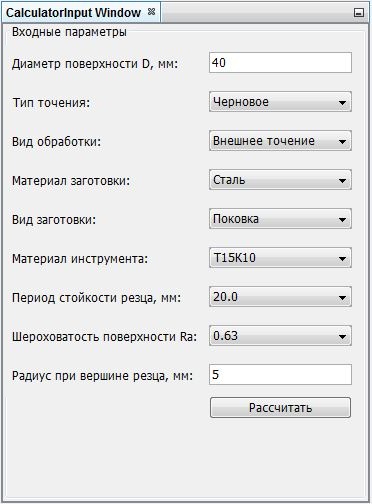 CalculatorInput Window
Входные параметры
Диаметр поверхности D, мм: 40
Тип точения: Черновое
Вид обработки: Внешнее точение
Материал заготовки: Сталь
Вид заготовки: Поковка
Материал инструмента: Т15К10
Период стойкости резца, мм: 20.0
Шероховатость поверхности Ra: 0.63
Радиус при вершине резца, мм: 5
Рассчитать